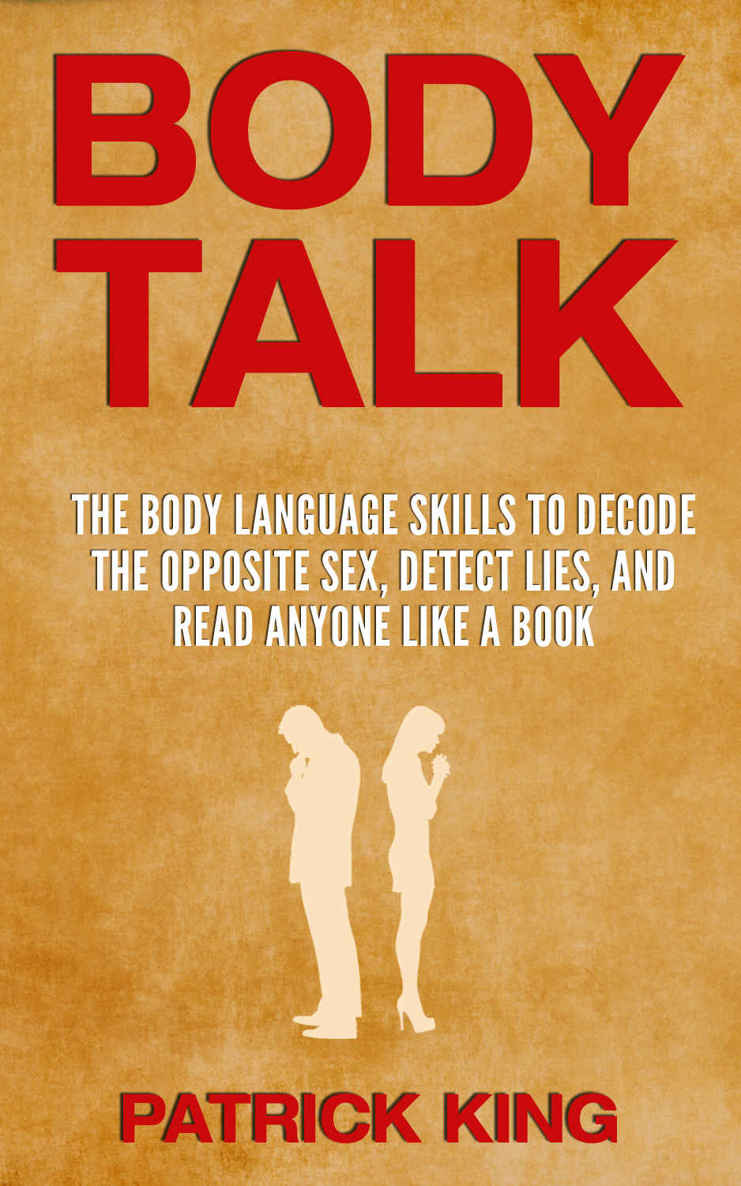 BODY
TALK
THE BODY LANGUAGE SKILLS TO DECODE
THE OPPOSITE SEX, DETECT LIES, AND
READ ANYONE LIKE A BOOK
PATRICK KING